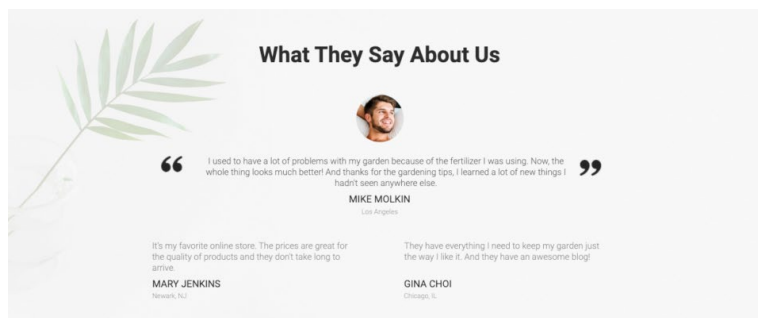 What They Say About Us
“ I used to have a lot of problems with my garden because of the fertilizer I was using. Now, the ”
whole thing looks much better! And thanks for the gardening tips, I learned a lot of new things I
hadn't seen anywhere else.
MIKE MOLKIN
Los Angeles
It's my favorite online store. The prices are great for
the quality of products and they don't take long to
arrive.
MARY JENKINS
Newark, NJ
They have everything I need to keep my garden just
the way I like it. And they have an awesome blog!
GINA CHOI
Chicago, IL